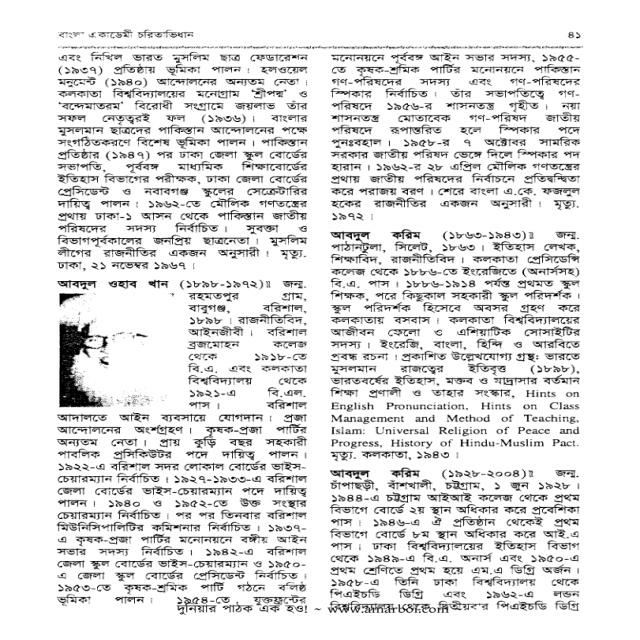 বাংলা একাডেমী চরিতাভিধান
৪১
এবং নিখিল ভারত মুসলিম ছাত্র ফেডারেশন
(১৯৩৭) প্রতিষ্ঠায় ভূমিকা পালন। হলওয়েল
মনুমেন্ট (১৯৪০) আন্দোলনের অন্যতম নেতা।
কলকাতা বিশ্ববিদ্যালয়ের মনোগ্রাম 'শ্রীপদ্ম' ও
'বন্দেমাতরম' বিরোধী সংগ্রামে জয়লাভ তাঁর
সফল নেতৃত্বেরই ফল (১৯৩৬)। বাংলার
মুসলমান ছাত্রদের পাকিস্তান আন্দোলনের পক্ষে
সংগঠিতকরণে বিশেষ ভূমিকা পালন। পাকিস্তান
প্রতিষ্ঠার (১৯৪৭) পর ঢাকা জেলা স্কুল বোর্ডের
সভাপতি, পূর্ববঙ্গ মাধ্যমিক শিক্ষাবোর্ডের
ইতিহাস বিভাগের পরীক্ষক, ঢাকা জেলা বোর্ডের
প্রেসিডেন্ট ও নবাবগঞ্জ স্কুলের সেক্রেটারির
দায়িত্ব পালন। ১৯৬২-তে মৌলিক গণতন্ত্রের
প্রথায় ঢাকা-১ আসন থেকে পাকিস্তান জাতীয়
পরিষদের সদস্য নির্বাচিত। সুবক্তা ও
বিভাগপূর্বকালের জনপ্রিয় ছাত্রনেতা। মুসলিম
লীগের রাজনীতির একজন অনুসারী। মৃত্যু.
ঢাকা, ২১ নভেম্বর ১৯৬৭।
আবদুল ওহাব খান (১৮৯৮-১৯৭২)॥ জন্ম.
রহমতপুর গ্রাম,
বাবুগঞ্জ, বরিশাল,
১৮৯৮। রাজনীতিবিদ,
আইনজীবী। বরিশাল
ব্রজমোহন কলেজ
থেকে ১৯১৮-তে
বি.এ. এবং কলকাতা
বিশ্ববিদ্যালয় থেকে
১৯২১-এ বি.এল.
পাস। বরিশাল
আদালতে আইন ব্যবসায়ে যোগদান। প্রজা
আন্দোলনের অংশগ্রহণ। কৃষক-প্রজা পার্টির
অন্যতম নেতা। প্রায় কুড়ি বছর সহকারী
পাবলিক প্রসিকিউটর পদে দায়িত্ব পালন।
১৯২২-এ বরিশাল সদর লোকাল বোর্ডের ভাইস-
চেয়ারম্যান নির্বাচিত। ১৯২৭-১৯৩৩-এ বরিশাল
জেলা বোর্ডের ভাইস-চেয়ারম্যান পদে দায়িত্ব
পালন। ১৯৪০ ও ১৯৫২-তে উক্ত সংস্থার
চেয়ারম্যান নির্বাচিত। পর পর তিনবার বরিশাল
মিউনিসিপালিটির কমিশনার নির্বাচিত। ১৯৩৭-
এ কৃষক-প্রজা পার্টির মনোনয়নে বঙ্গীয় আইন
সভার সদস্য নির্বাচিত। ১৯৪২-এ বরিশাল
জেলা স্কুল বোর্ডের ভাইস-চেয়ারম্যান ও ১৯৫০-
এ জেলা স্কুল বোর্ডের প্রেসিডেন্ট নির্বাচিত।
১৯৫৩-তে কৃষক-শ্রমিক পার্টি গঠনে বলিষ্ঠ
ভূমিকা পালন। ১৯৫৪-তে যুক্তফ্রন্টের
মনোনয়নে পূর্ববঙ্গ আইন সভার সদস্য, ১৯৫৫-
তে কৃষক-শ্রমিক পার্টির মনোনয়নে পাকিস্তান
গণ-পরিষদের সদস্য এবং গণ-পরিষদের
স্পিকার নির্বাচিত। তাঁর সভাপতিত্বে গণ-
পরিষদে ১৯৫৬-র শাসনতন্ত্র গৃহীত। নয়া
শাসনতন্ত্র মোতাবেক গণ-পরিষদ জাতীয়
পরিষদে রূপান্তরিত হলে স্পিকার পদে
পুনঃবহাল। ১৯৫৮-র ৭ অক্টোবর সামরিক
সরকার জাতীয় পরিষদ ভেঙ্গে দিলে স্পিকার পদ
হারান। ১৯৬২-র ২৮ এপ্রিল মৌলিক গণতন্ত্রের
প্রথায় জাতীয় পরিষদের নির্বাচনে প্রতিদ্বন্দ্বিতা
করে পরাজয় বরণ। শেরে বাংলা এ.কে. ফজলুল
হকের রাজনীতির একজন অনুসারী। মৃত্যু.
১৯৭২।
আবদুল করিম (১৮৬৩-১৯৪৩)॥ জন্ম.
পাঠানটুলা, সিলেট, ১৮৬৩। ইতিহাস লেখক,
শিক্ষাবিদ, রাজনীতিবিদ। কলকাতা প্রেসিডেন্সি
কলেজ থেকে ১৮৮৬-তে ইংরেজিতে (অনার্সসহ)
বি.এ. পাস। ১৮৮৬-১৯১৪ পর্যন্ত প্রথমত স্কুল
শিক্ষক, পরে কিছুকাল সহকারী স্কুল পরিদর্শক।
স্কুল পরিদর্শক হিসেবে অবসর গ্রহণ করে
কলকাতায় বসবাস। কলকাতা বিশ্ববিদ্যালয়ের
আজীবন ফেলো ও এশিয়াটিক সোসাইটির
সদস্য। ইংরেজি, বাংলা, হিন্দি ও আরবিতে
প্রবন্ধ রচনা। প্রকাশিত উল্লেখযোগ্য গ্রন্থ: ভারতে
মুসলমান রাজত্বের ইতিবৃত্ত (১৮৯৮),
ভারতবর্ষের ইতিহাস, মক্তব ও মাদ্রাসার বর্তমান
শিক্ষা প্রণালী ও তাহার সংস্কার, Hints on
English Pronunciation, Hints on Class
Management and Method of Teaching,
Islam: Universal Religion of Peace and
Progress, History of Hindu-Muslim Pact.
মৃত্যু. কলকাতা, ১৯৪৩।
আবদুল করিম (১৯২৮-২০০৪)॥ জন্ম.
চাঁপাছড়ী, বাঁশখালী, চট্টগ্রাম, ১ জুন ১৯২৮।
১৯৪৪-এ চট্টগ্রাম আইআই কলেজ থেকে প্রথম
বিভাগে বোর্ডে ২য় স্থান অধিকার করে প্রবেশিকা
পাস। ১৯৪৬-এ ঐ প্রতিষ্ঠান থেকেই প্রথম
বিভাগে বোর্ডে ৮ম স্থান অধিকার করে আই.এ
পাস। ঢাকা বিশ্ববিদ্যালয়ের ইতিহাস বিভাগ
থেকে ১৯৪৯-এ বি.এ. অনার্স এবং ১৯৫০-এ
প্রথম শ্রেণিতে প্রথম হয়ে এম.এ ডিগ্রি অর্জন।
১৯৫৮-এ তিনি ঢাকা বিশ্ববিদ্যালয় থেকে
পিএইচডি ডিগ্রি এবং ১৯৬২-এ লন্ডন
বিশ্ববিদ্যালয় থেকে দ্বিতীয়বার পিএইচডি ডিগ্রি
দুনিয়ার পাঠক এক হও! ~ www.amarboi.com